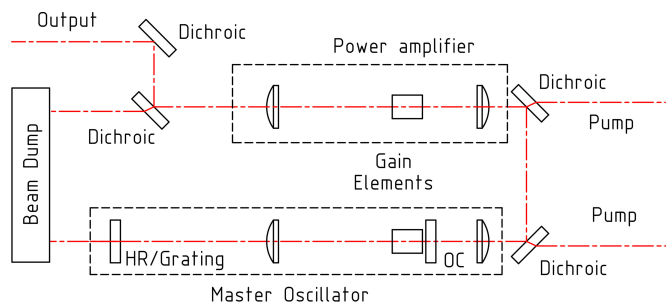 Output
Dichroic
Power amplifier
Dichroic
Pump
Dichroic
Beam Dump
Gain
Elements
Pump
HR/Grating
OC
Dichroic
Master Oscillator